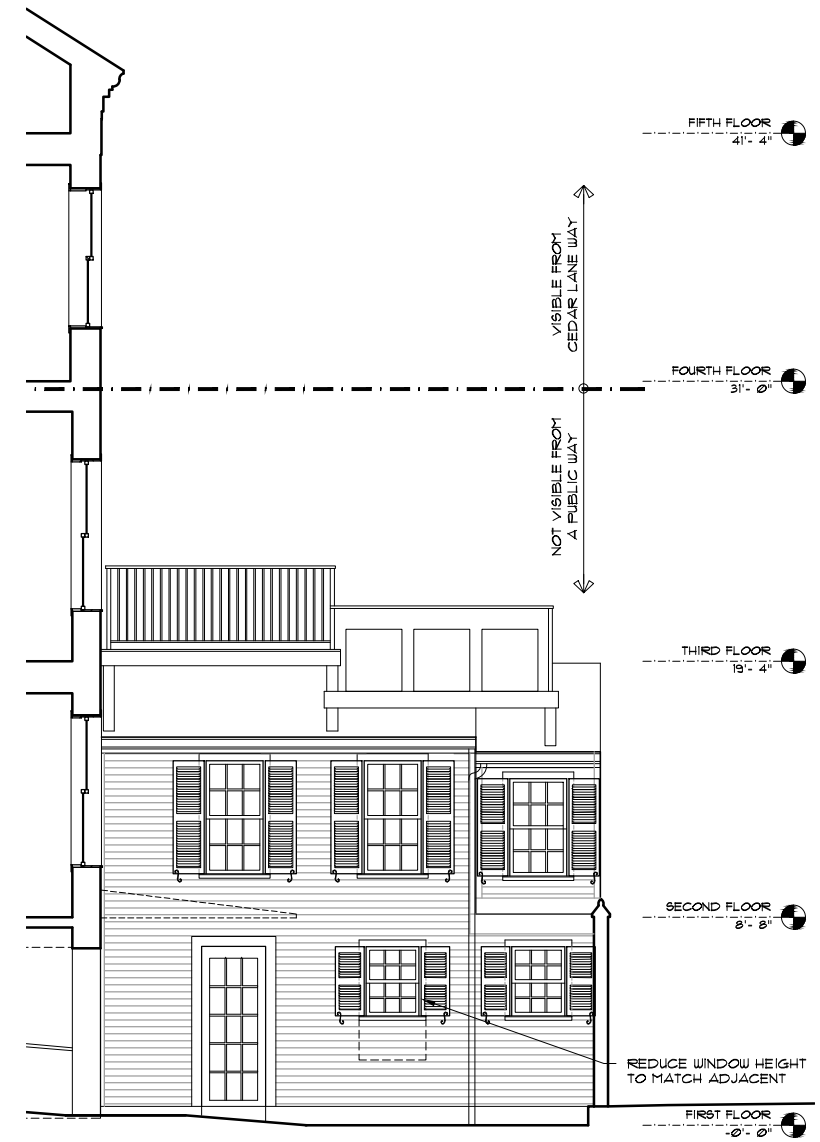 FIFTH FLOOR
41'- 4"
VISIBLE FROM
CEDAR LANE WAY
FOURTH FLOOR
31'- 0"
NOT VISIBLE FROM
A PUBLIC WAY
THIRD FLOOR
19'- 4"
SECOND FLOOR
8'- 8"
REDUCE WINDOW HEIGHT
TO MATCH ADJACENT
FIRST FLOOR
-0'- 0"